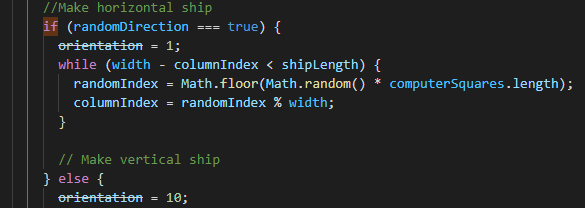 //Make horizontal ship
if (randomDirection === true) {
orientation = 1;
while (width - columnIndex < shipLength) {
randomIndex = Math.floor(Math.random() * computerSquares.length);
columnIndex = randomIndex % width;
}
// Make vertical ship
} else {
orientation = 10;